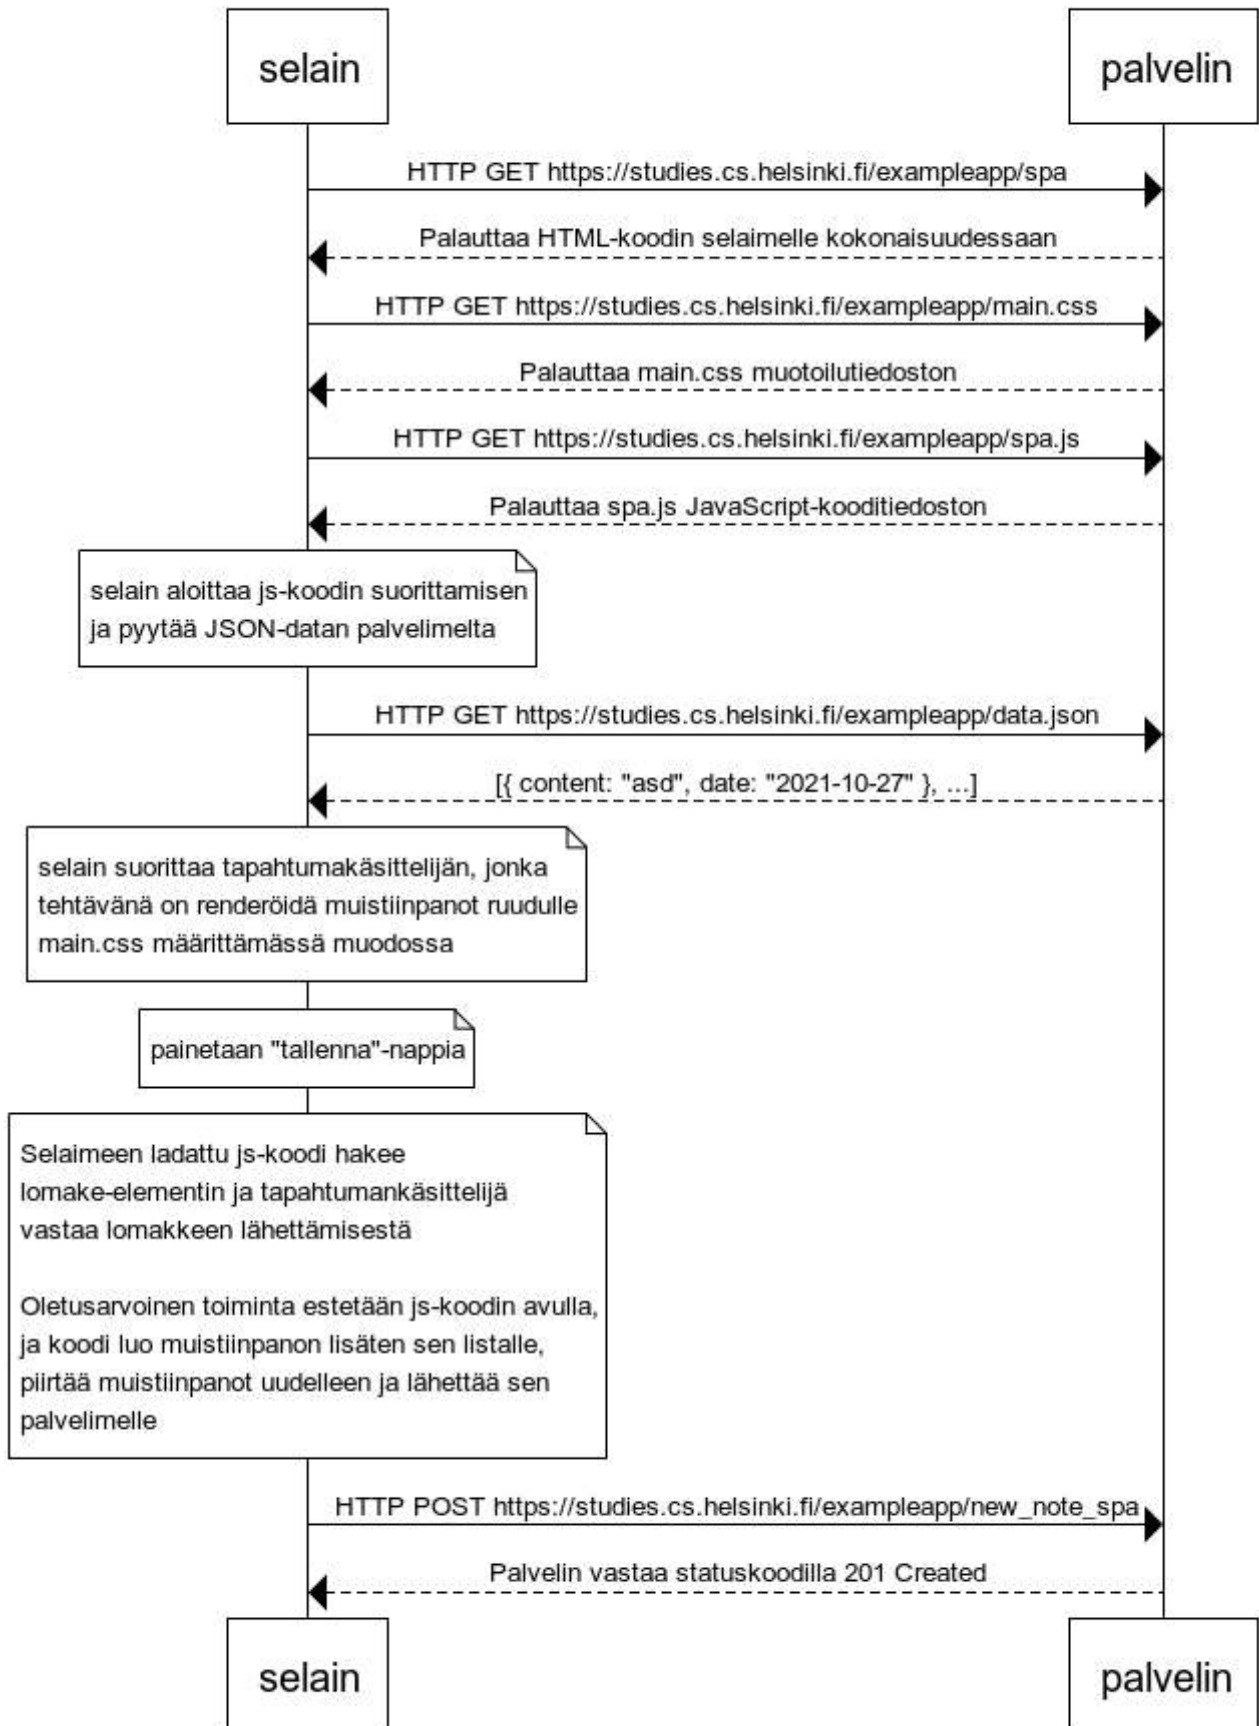 selain
palvelin
HTTP GET https://studies.cs.helsinki.fi/exampleapp/spa
Palauttaa HTML-koodin selaimelle kokonaisuudessaan
HTTP GET https://studies.cs.helsinki.fi/exampleapp/main.css
Palauttaa main.css muotoilutiedoston
HTTP GET https://studies.cs.helsinki.fi/exampleapp/spa.js
Palauttaa spa.js JavaScript-kooditiedoston
selain aloittaa js-koodin suorittamisen
ja pyytää JSON-datan palvelimelta
HTTP GET https://studies.cs.helsinki.fi/exampleapp/data.json
[{ content: "asd", date: "2021-10-27" }, ...]
selain suorittaa tapahtumakäsittelijän, jonka
tehtävänä on renderöidä muistiinpanot ruudulle
main.css määrittämässä muodossa
painetaan "tallenna"-nappia
Selaimeen ladattu js-koodi hakee
lomake-elementin ja tapahtumankäsittelijä
vastaa lomakkeen lähettämisestä
Oletusarvoinen toiminta estetään js-koodin avulla,
ja koodi luo muistiinpanon lisäten sen listalle,
piirtää muistiinpanot uudelleen ja lähettää sen
palvelimelle
HTTP POST https://studies.cs.helsinki.fi/exampleapp/new_note_spa
Palvelin vastaa statuskoodilla 201 Created
selain
palvelin